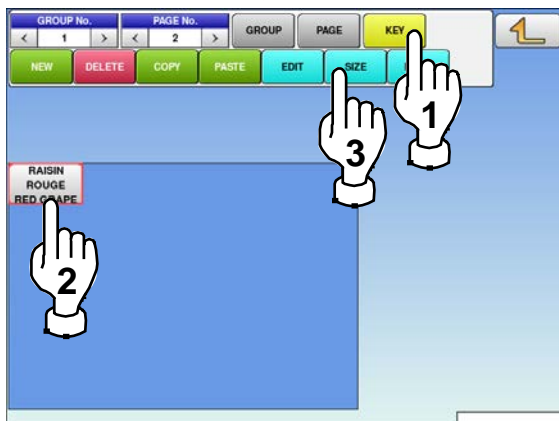 GROUP No.
PAGE No.
< 1 >
< 2 >
GROUP
PAGE
KEY
NEW
DELETE
COPY
PASTE
EDIT
SIZE
1
3
RAISIN
ROUGE
RED GRAPE
2